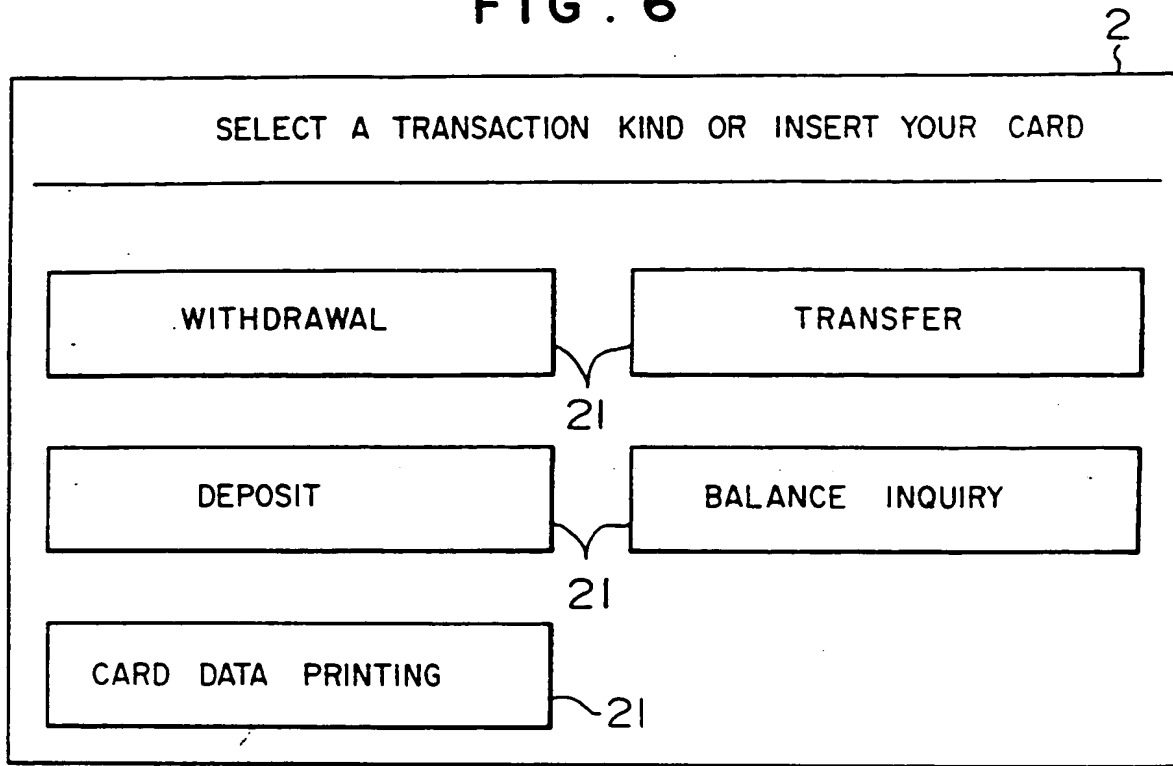 FIG. 6
2
SELECT A TRANSACTION KIND OR INSERT YOUR CARD
WITHDRAWAL TRANSFER
21
DEPOSIT BALANCE INQUIRY
21
CARD DATA PRINTING
21